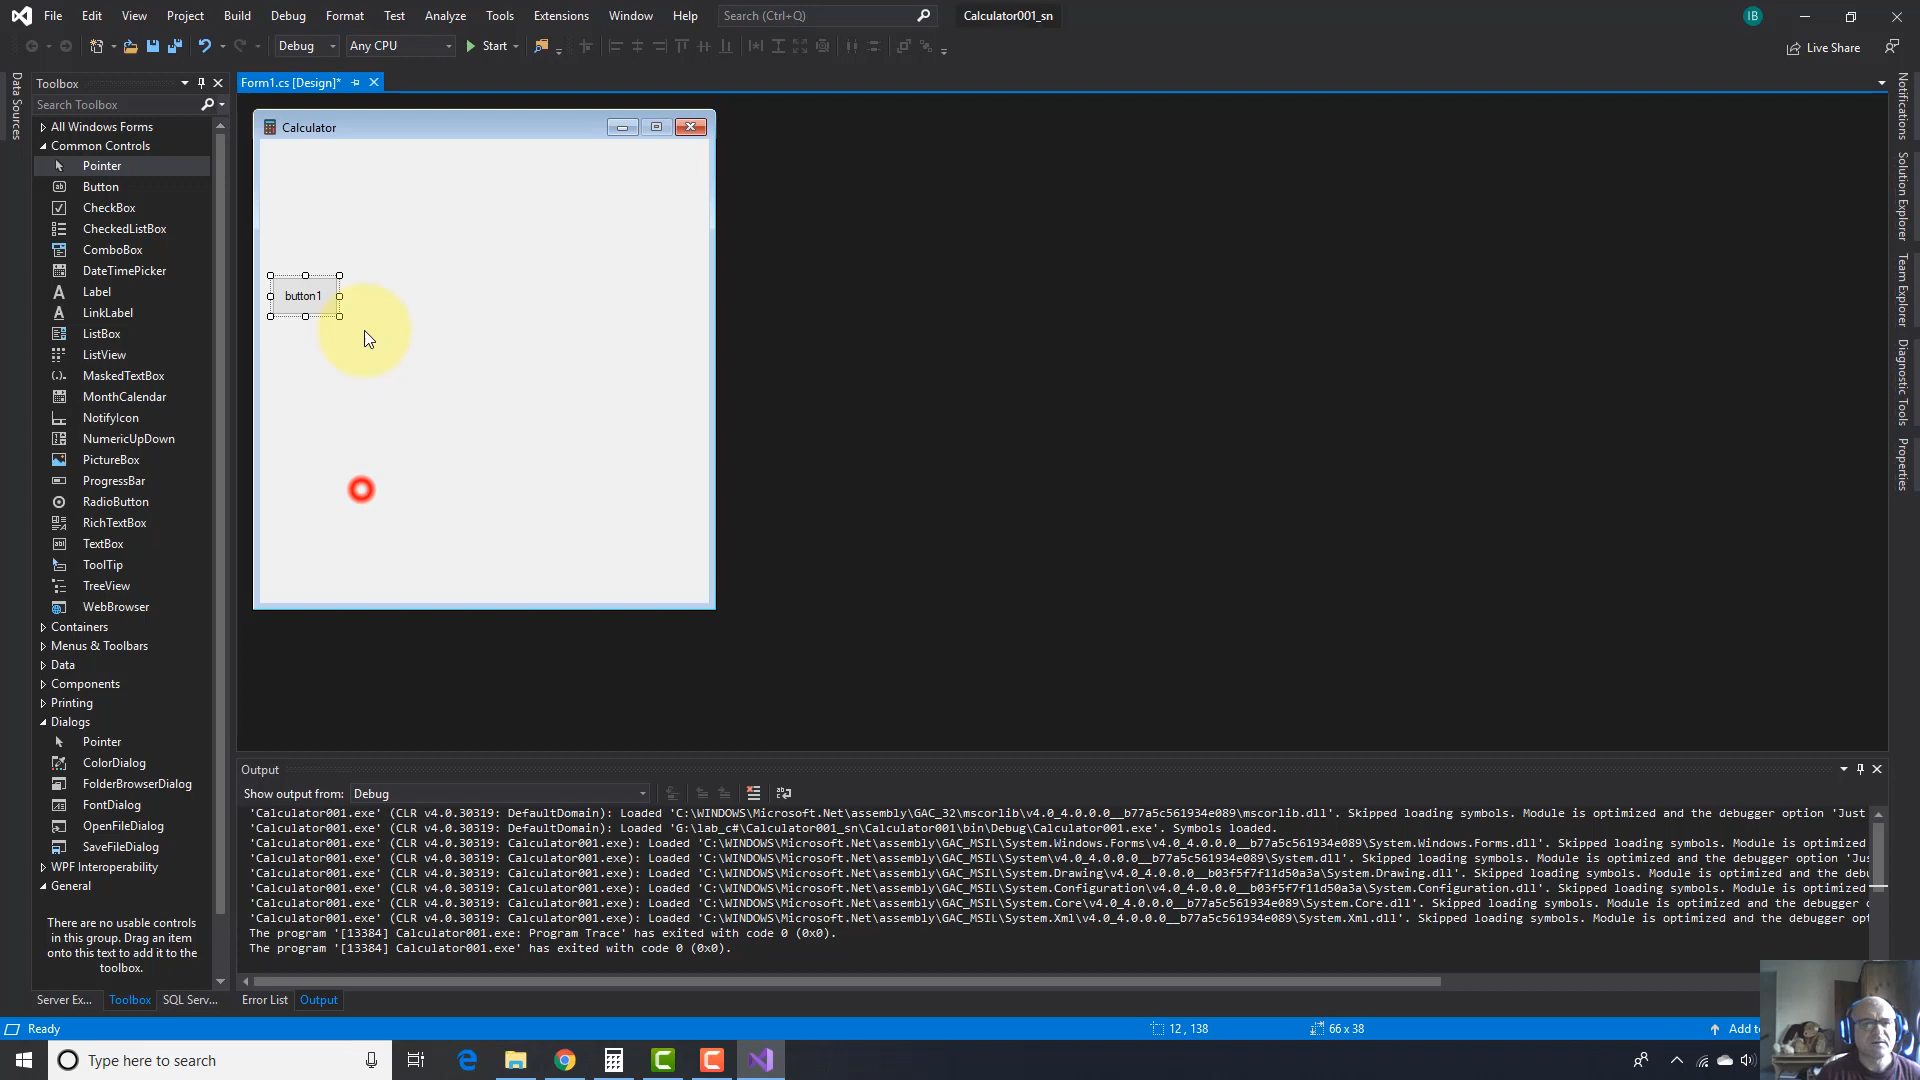 File Edit View Project Build Debug Format Test Analyze Tools Extensions Window Help Search (Ctrl+Q) Calculator001_sn IB
Debug Any CPU Start Live Share
Data Sources
Toolbox
Search Toolbox
All Windows Forms
Common Controls
Pointer
Button
CheckBox
CheckedListBox
ComboBox
DateTimePicker
Label
LinkLabel
ListBox
ListView
MaskedTextBox
MonthCalendar
NotifyIcon
NumericUpDown
PictureBox
ProgressBar
RadioButton
RichTextBox
TextBox
ToolTip
TreeView
WebBrowser
Containers
Menus & Toolbars
Data
Components
Printing
Dialogs
Pointer
ColorDialog
FolderBrowserDialog
FontDialog
OpenFileDialog
SaveFileDialog
WPF Interoperability
General
There are no usable controls
in this group. Drag an item
onto this text to add it to the
toolbox.
Server Ex... Toolbox SQL Serv...
Form1.cs [Design]*
Calculator
button1
Notifications
Solution Explorer
Team Explorer
Diagnostic Tools
Properties
Output
Show output from: Debug
'Calculator001.exe' (CLR v4.0.30319: DefaultDomain): Loaded 'C:\WINDOWS\Microsoft.Net\assembly\GAC_32\mscorlib\v4.0_4.0.0.0__b77a5c561934e089\mscorlib.dll'. Skipped loading symbols. Module is optimized and the debugger option 'Just
'Calculator001.exe' (CLR v4.0.30319: DefaultDomain): Loaded 'G:\lab_c#\Calculator001_sn\Calculator001\bin\Debug\Calculator001.exe'. Symbols loaded.
'Calculator001.exe' (CLR v4.0.30319: Calculator001.exe): Loaded 'C:\WINDOWS\Microsoft.Net\assembly\GAC_MSIL\System.Windows.Forms\v4.0_4.0.0.0__b77a5c561934e089\System.Windows.Forms.dll'. Skipped loading symbols. Module is optimized
'Calculator001.exe' (CLR v4.0.30319: Calculator001.exe): Loaded 'C:\WINDOWS\Microsoft.Net\assembly\GAC_MSIL\System\v4.0_4.0.0.0__b77a5c561934e089\System.dll'. Skipped loading symbols. Module is optimized and the debugger option 'Jus
'Calculator001.exe' (CLR v4.0.30319: Calculator001.exe): Loaded 'C:\WINDOWS\Microsoft.Net\assembly\GAC_MSIL\System.Drawing\v4.0_4.0.0.0__b03f5f7f11d50a3a\System.Drawing.dll'. Skipped loading symbols. Module is optimized and the debu
'Calculator001.exe' (CLR v4.0.30319: Calculator001.exe): Loaded 'C:\WINDOWS\Microsoft.Net\assembly\GAC_MSIL\System.Configuration\v4.0_4.0.0.0__b03f5f7f11d50a3a\System.Configuration.dll'. Skipped loading symbols. Module is optimized
'Calculator001.exe' (CLR v4.0.30319: Calculator001.exe): Loaded 'C:\WINDOWS\Microsoft.Net\assembly\GAC_MSIL\System.Core\v4.0_4.0.0.0__b77a5c561934e089\System.Core.dll'. Skipped loading symbols. Module is optimized and the debugger o
'Calculator001.exe' (CLR v4.0.30319: Calculator001.exe): Loaded 'C:\WINDOWS\Microsoft.Net\assembly\GAC_MSIL\System.Xml\v4.0_4.0.0.0__b77a5c561934e089\System.Xml.dll'. Skipped loading symbols. Module is optimized and the debugger opt
The program '[13384] Calculator001.exe: Program Trace' has exited with code 0 (0x0).
The program '[13384] Calculator001.exe' has exited with code 0 (0x0).
Error List Output
Ready 12 , 138 66 x 38 Add to
Type here to search